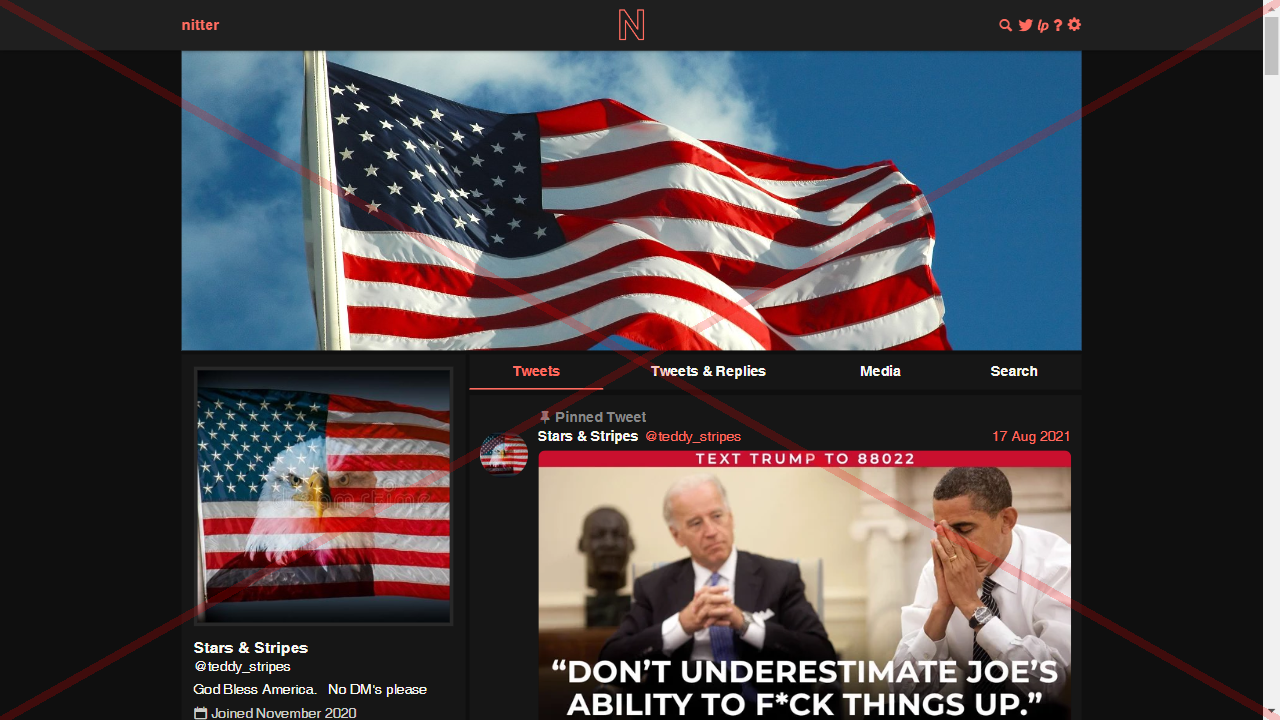 nitter
N
lp ?
Tweets
Tweets & Replies
Media
Search
Pinned Tweet
Stars & Stripes @teddy_stripes
17 Aug 2021
TEXT TRUMP TO 88022
“DON’T UNDERESTIMATE JOE’S
ABILITY TO F*CK THINGS UP.”
Stars & Stripes
@teddy_stripes
God Bless America. No DM's please
Joined November 2020